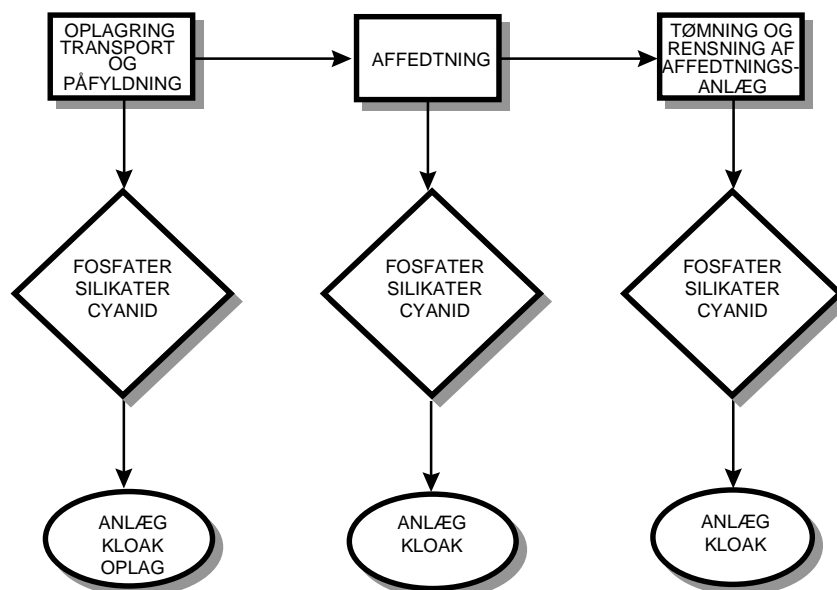 OPLAGRING
TRANSPORT
OG
PÅFYLDNING
AFFEDTNING
TØMNING OG
RENSNING AF
AFFEDTNINGS-
ANLÆG
FOSFATER
SILIKATER
CYANID
FOSFATER
SILIKATER
CYANID
FOSFATER
SILIKATER
CYANID
ANLÆG
KLOAK
OPLAG
ANLÆG
KLOAK
ANLÆG
KLOAK